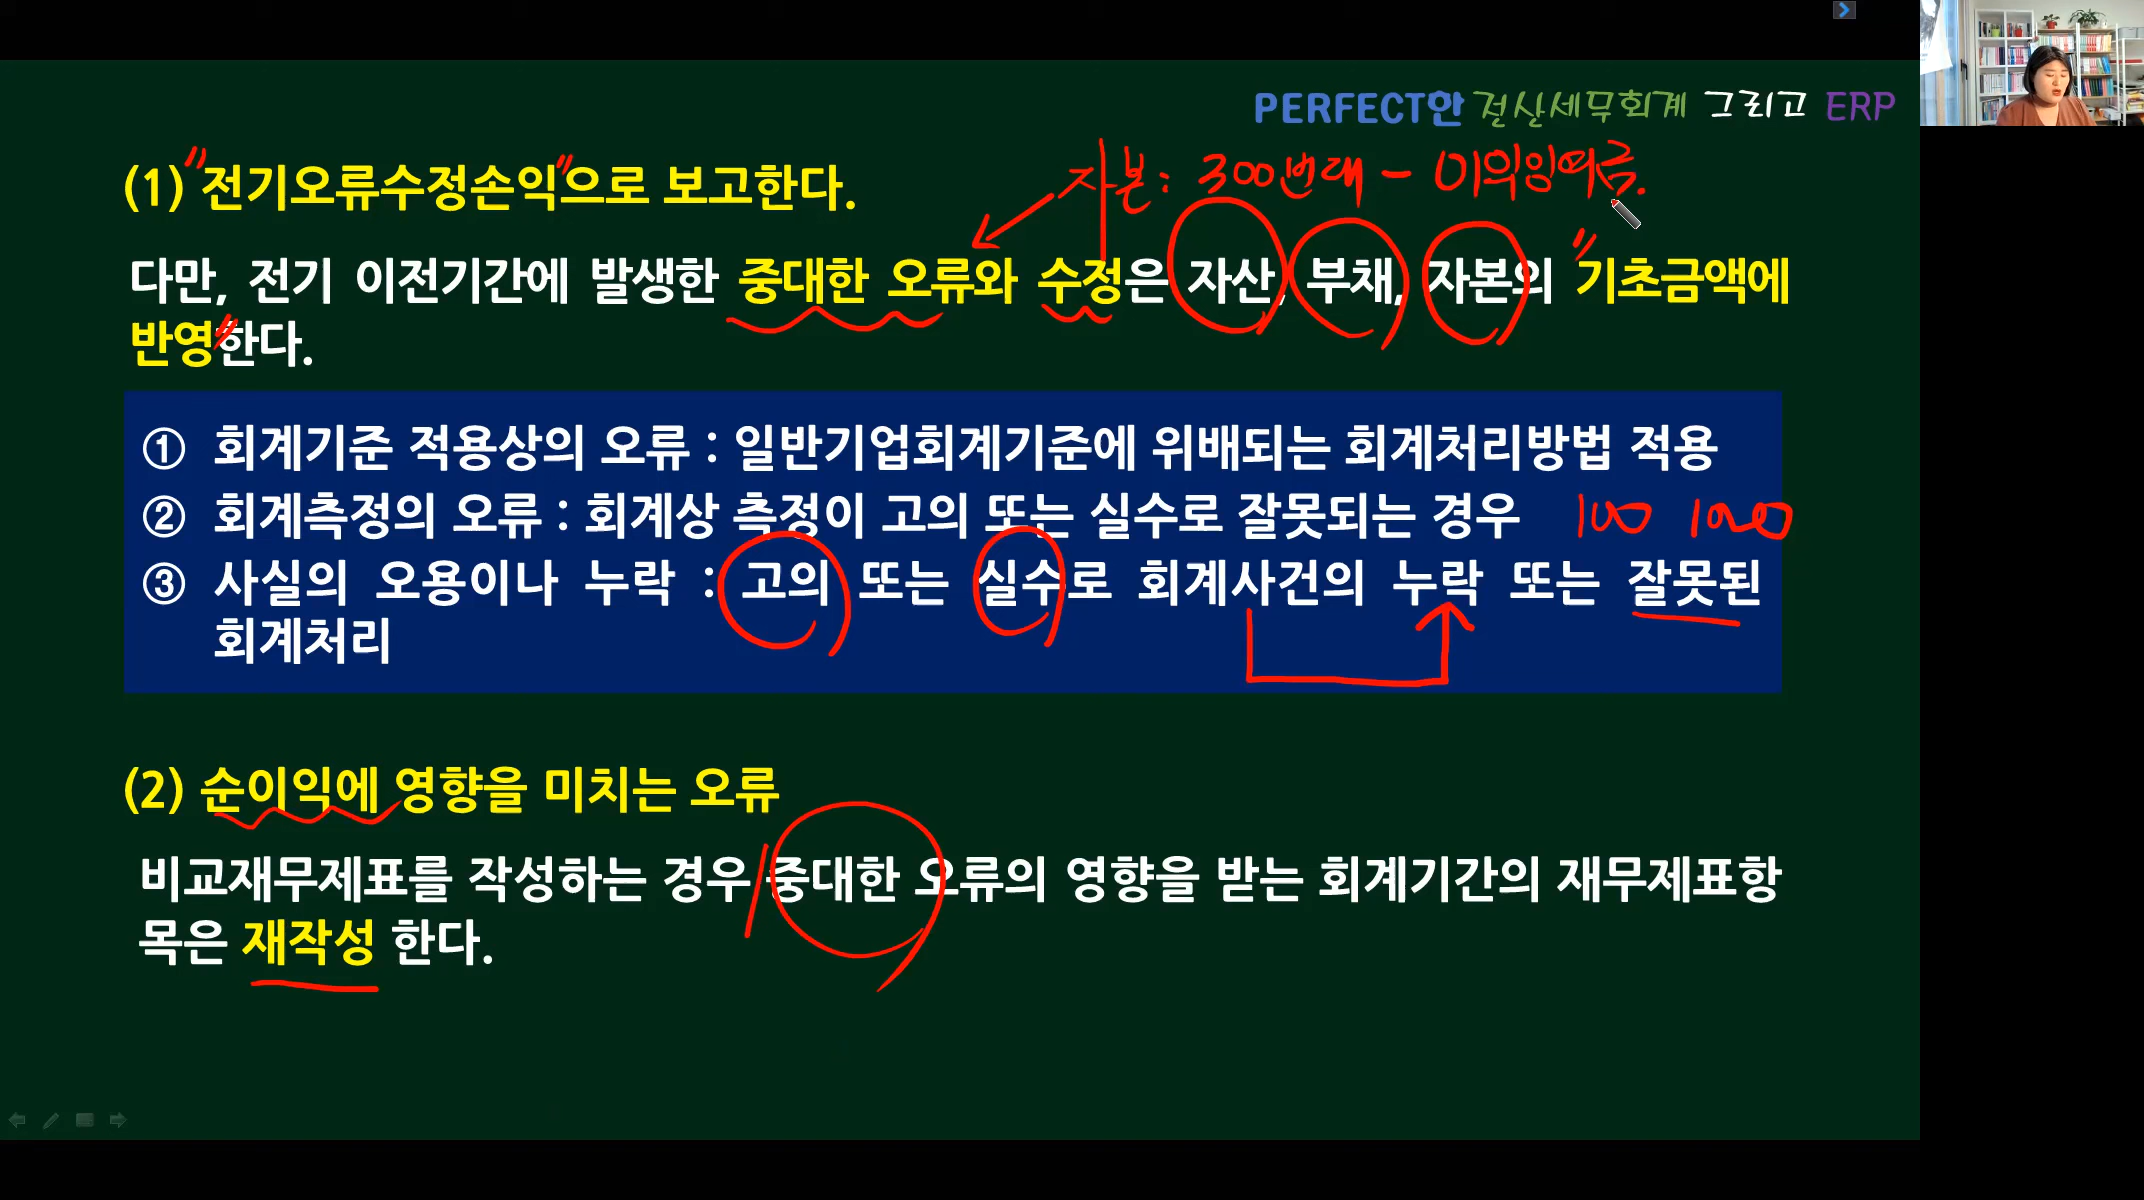 PERFECT한 전산세무회계 그리고 ERP
(1) "전기오류수정손익"으로 보고한다.
자본: 300번대 - 이익잉여금.
다만, 전기 이전기간에 발생한 중대한 오류와 수정은 자산, 부채, 자본의 "기초금액에
반영"한다.
① 회계기준 적용상의 오류 : 일반기업회계기준에 위배되는 회계처리방법 적용
② 회계측정의 오류 : 회계상 측정이 고의 또는 실수로 잘못되는 경우 100 1000
③ 사실의 오용이나 누락 : 고의 또는 실수로 회계사건의 누락 또는 잘못된
회계처리
(2) 순이익에 영향을 미치는 오류
비교재무제표를 작성하는 경우 중대한 오류의 영향을 받는 회계기간의 재무제표항
목은 재작성 한다.